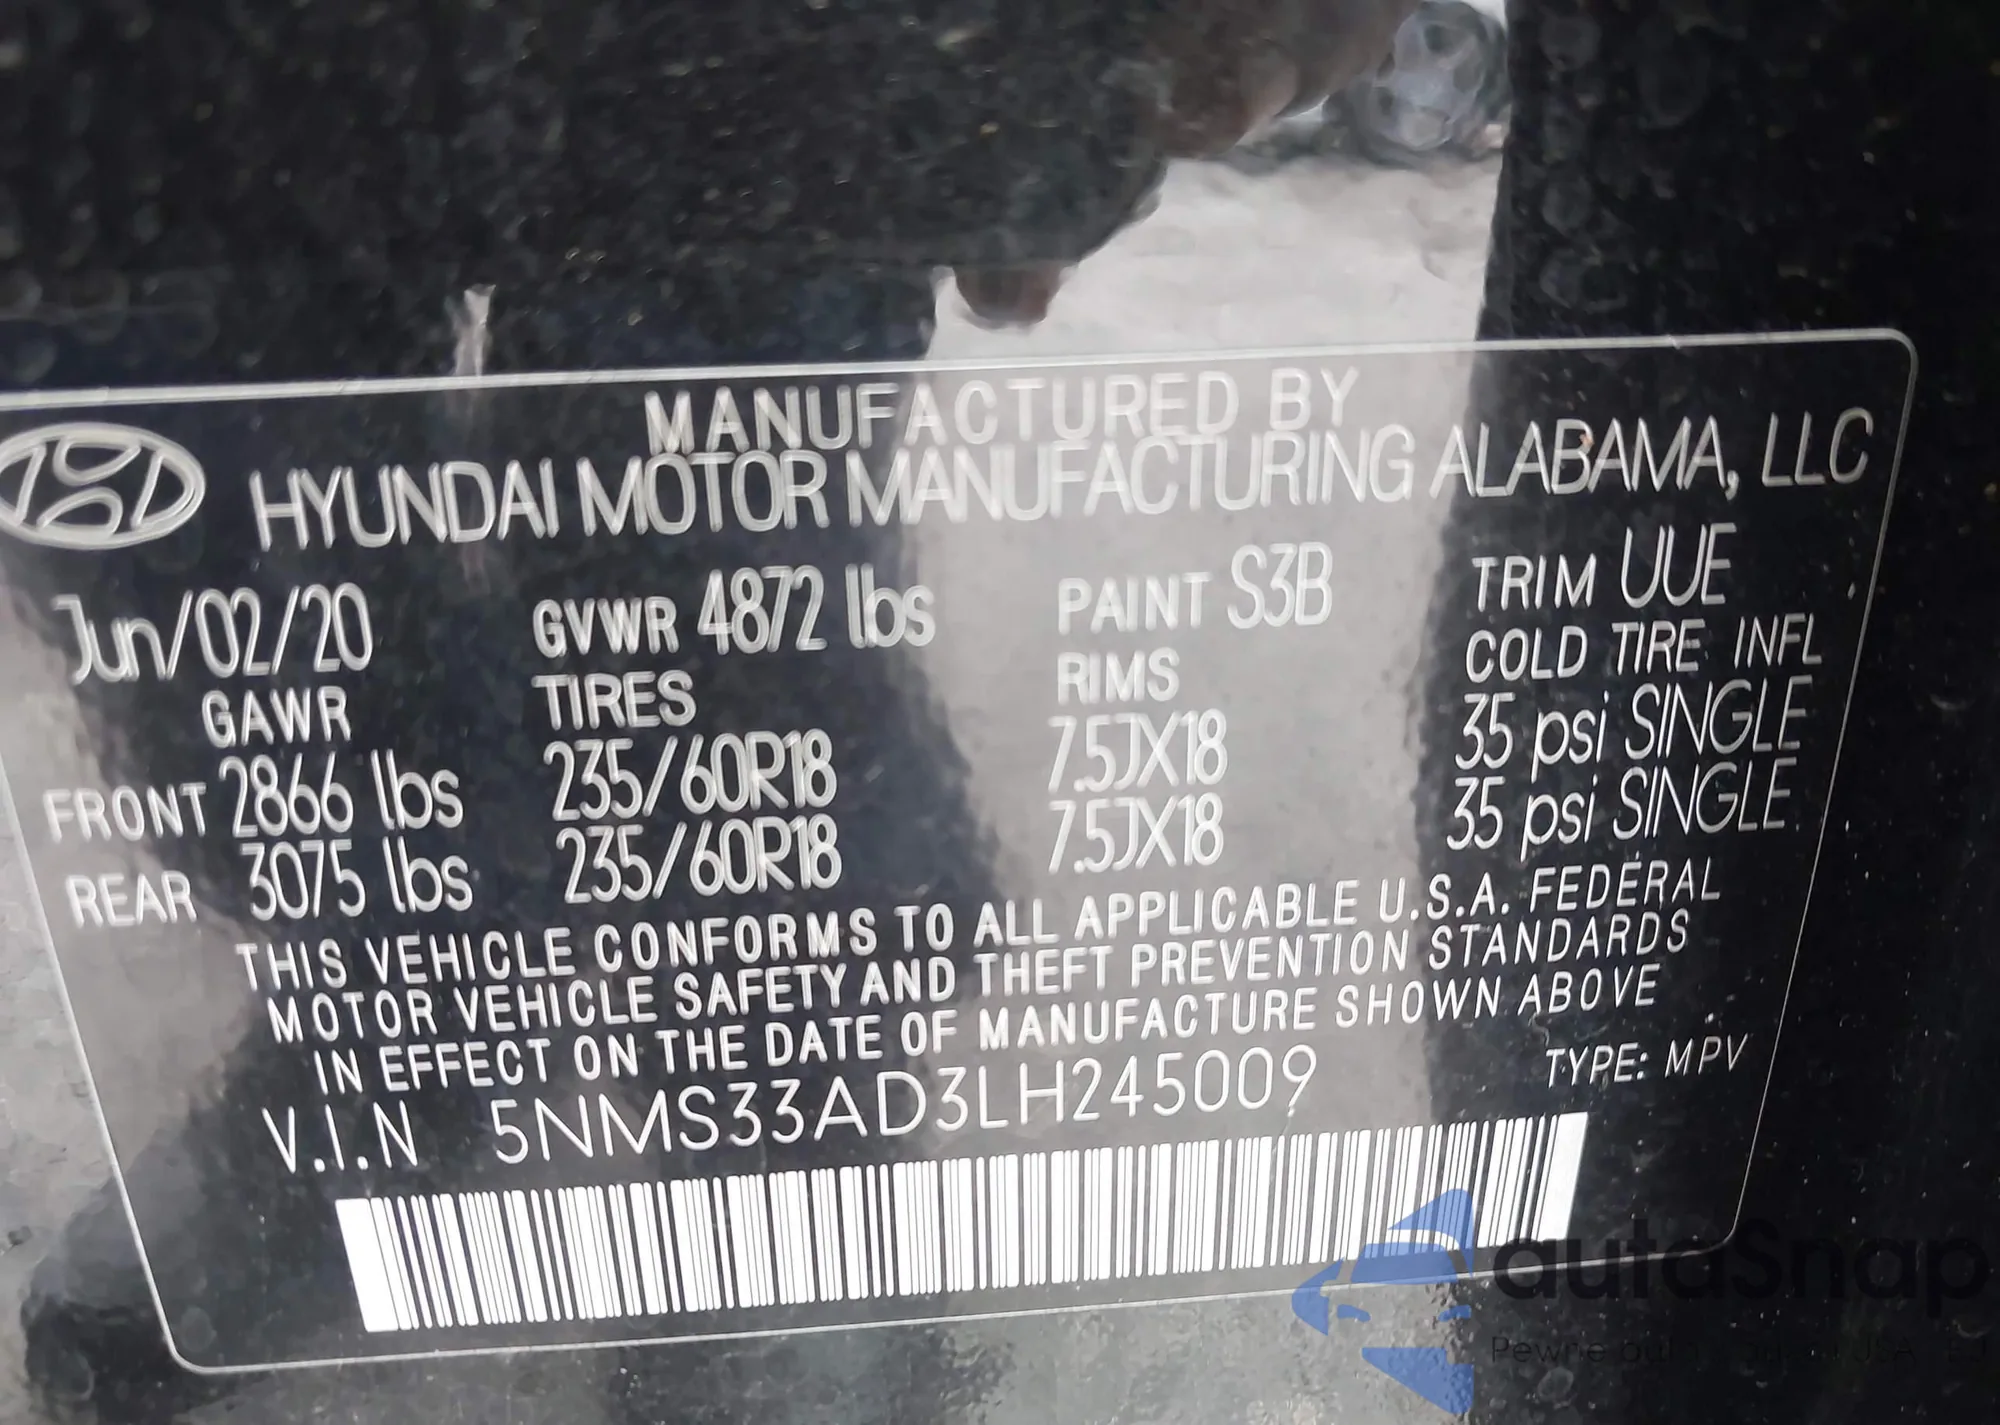 MANUFACTURED BY
HYUNDAI MOTOR MANUFACTURING ALABAMA, LLC
Jun/02/20 GVWR 4872 lbs PAINT S3B TRIM UUE
GAWR TIRES RIMS COLD TIRE INFL
FRONT 2866 lbs 235/60R18 7.5JX18 35 psi SINGLE
REAR 3075 lbs 235/60R18 7.5JX18 35 psi SINGLE
THIS VEHICLE CONFORMS TO ALL APPLICABLE U.S.A. FEDERAL
MOTOR VEHICLE SAFETY AND THEFT PREVENTION STANDARDS
IN EFFECT ON THE DATE OF MANUFACTURE SHOWN ABOVE
V.I.N 5NMS33AD3LH245009 TYPE: MPV
autoSnap
Pewne auta